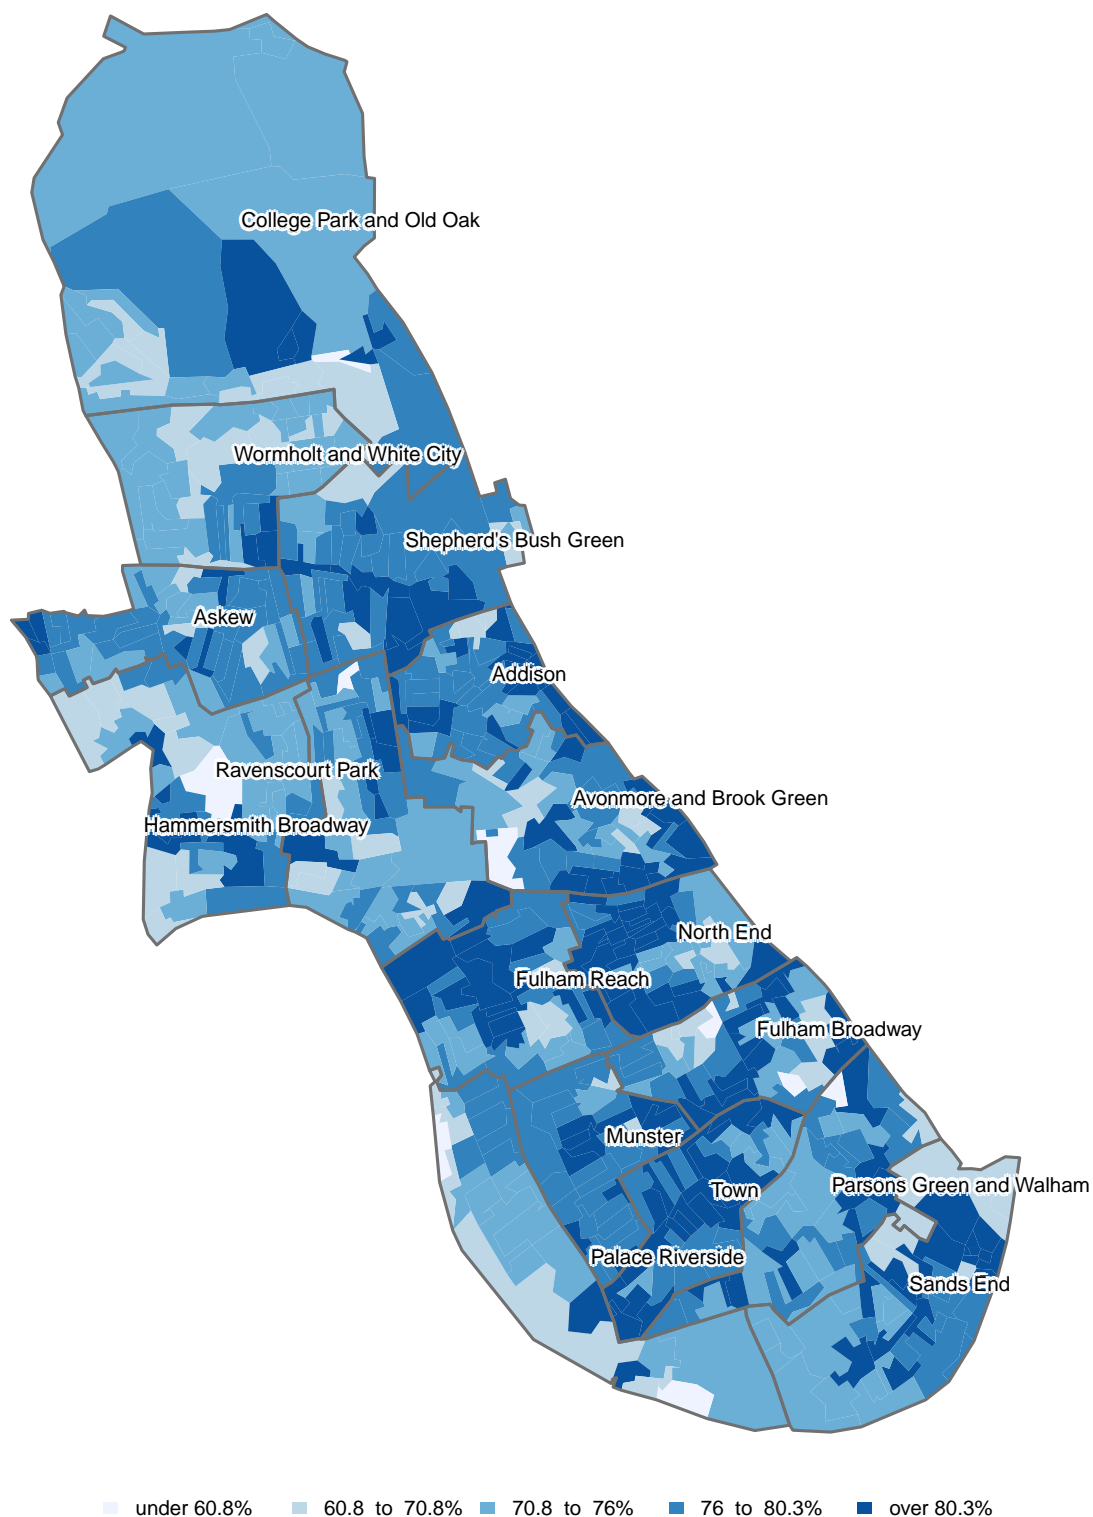 College Park and Old Oak
Wormholt and White City
Shepherd's Bush Green
Askew
Addison
Ravenscourt Park
Avonmore and Brook Green
Hammersmith Broadway
North End
Fulham Reach
Fulham Broadway
Munster
Parsons Green and Walham
Town
Palace Riverside
Sands End
under 60.8% 60.8 to 70.8% 70.8 to 76% 76 to 80.3% over 80.3%